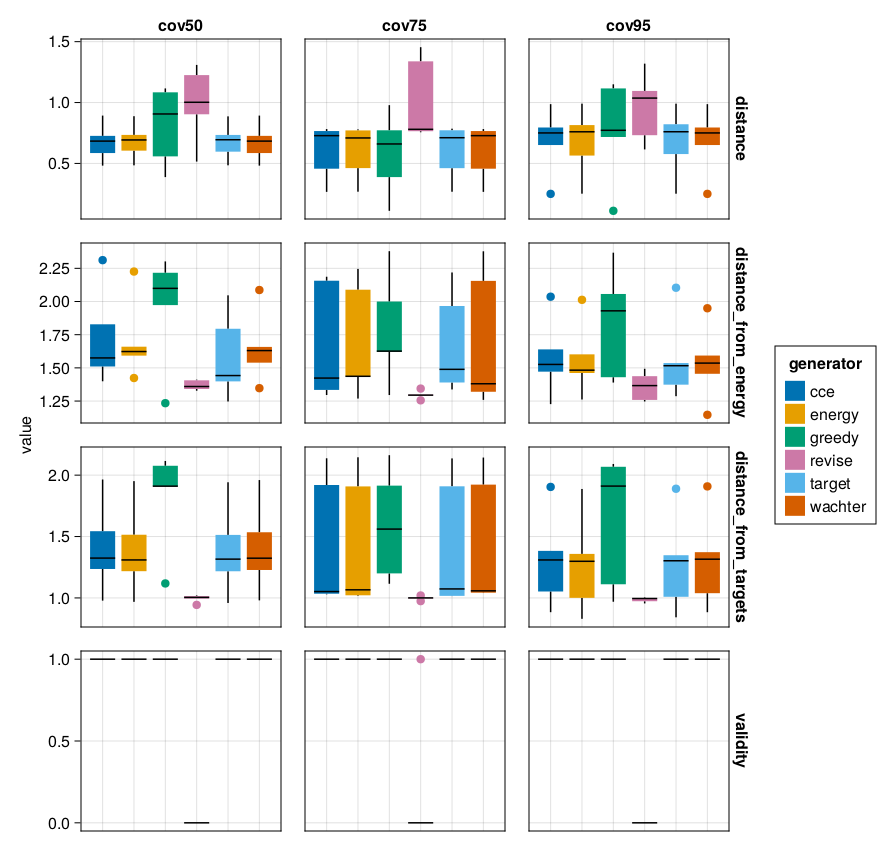 cov50 cov75 cov95
1.5
1.0
0.5
distance
2.25
2.00
1.75
1.50
1.25
distance_from_energy
value
2.0
1.5
1.0
distance_from_targets
1.0
0.5
0.0
validity
generator
cce
energy
greedy
revise
target
wachter